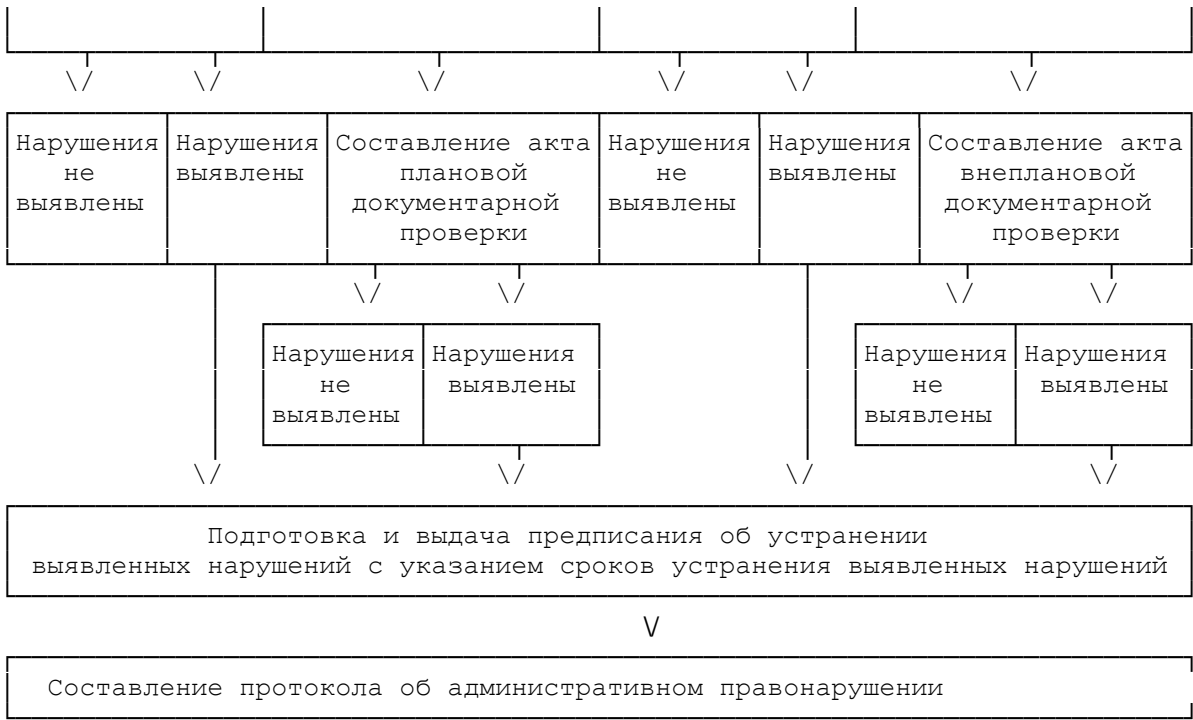 \/ \/ \/ \/ \/ \/
Нарушения Нарушения Составление акта Нарушения Нарушения Составление акта
не выявлены плановой не выявлены внеплановой
выявлены документарной выявлены документарной
проверки проверки
\/ \/ \/ \/
Нарушения Нарушения Нарушения Нарушения
не выявлены не выявлены
выявлены выявлены
\/ \/ \/ \/
Подготовка и выдача предписания об устранении
выявленных нарушений с указанием сроков устранения выявленных нарушений
V
Составление протокола об административном правонарушении